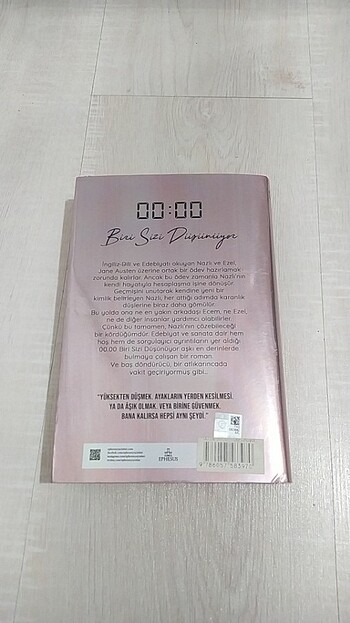 00:00
Biri Sizi Düşünüyor
İngiliz Dili ve Edebiyatı okuyan Nazlı ve Ezel,
Jane Austen üzerine ortak bir ödev hazırlamak
zorunda kalırlar. Ancak bu ödev zamanla Nazlı'nın
kendi hayatıyla hesaplaşma işine dönüşür.
Geçmişini unutarak kendine yeni bir
kimlik belirleyen Nazlı, her attığı adımda karanlık
düşlerine biraz daha gömülür.
Bu yolda ona ne en yakın arkadaşı Ecem, ne Ezel,
ne de diğer insanlar yardımcı olabilirler.
Çünkü bu tamamen, Nazlı'nın çözebileceği
bir kördüğümdür. Edebiyat ve sanata dair hem
hoş hem de sorgulayıcı ayrıntıların yer aldığı
00.00 Biri Sizi Düşünüyor aşkı en derinlerde
bulmaya çalışan bir roman.
Ve baş döndürücü, bir atlıkarıncada
vakit geçiriyormuş gibi...
"YÜKSEKTEN DÜŞMEK, AYAKLARIN YERDEN KESİLMESİ,
YA DA ÂŞIK OLMAK, VEYA BİRİNE GÜVENMEK.
BANA KALIRSA HEPSİ AYNI ŞEYDİ."
EPHESUS